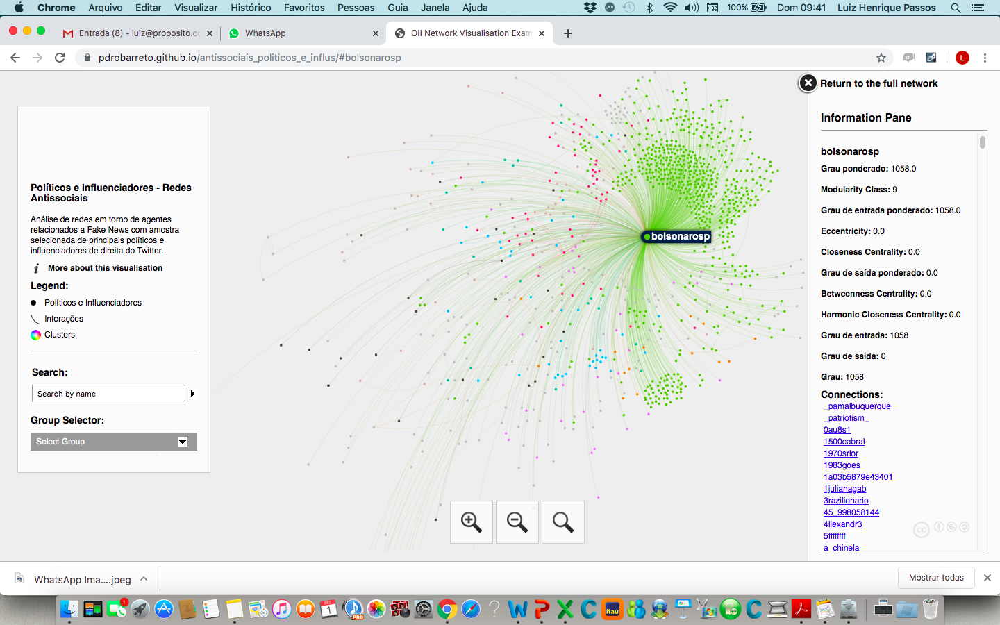 Chrome Arquivo Editar Visualizar Histórico Favoritos Pessoas Guia Janela Ajuda 100% Dom 09:41 Luiz Henrique Passos
Entrada (8) - luiz@proposito.co
WhatsApp
OII Network Visualisation Exam
pdrobarreto.github.io/antissociais_politicos_e_influs/#bolsonarosp
L
Políticos e Influenciadores - Redes
Antissociais
Análise de redes em torno de agentes
relacionados a Fake News com amostra
selecionada de principais políticos e
influenciadores de direita do Twitter.
i More about this visualisation
Legend:
Políticos e Influenciadores
Interações
Clusters
Search:
Search by name
Group Selector:
Select Group
bolsonarosp
Return to the full network
Information Pane
bolsonarosp
Grau ponderado: 1058.0
Modularity Class: 9
Grau de entrada ponderado: 1058.0
Eccentricity: 0.0
Closeness Centrality: 0.0
Grau de saída ponderado: 0.0
Betweenness Centrality: 0.0
Harmonic Closeness Centrality: 0.0
Grau de entrada: 1058
Grau de saída: 0
Grau: 1058
Connections:
_pamalbuquerque
_patriotism_
0au8s1
1500cabral
1970srlor
1983goes
1a03b5879e43401
1julianagab
3razilionario
45_998058144
4llexandr3
5ffffffff
a_chinela
cc
WhatsApp Ima....jpeg
Mostrar todas
1
1
PRO
Itaú